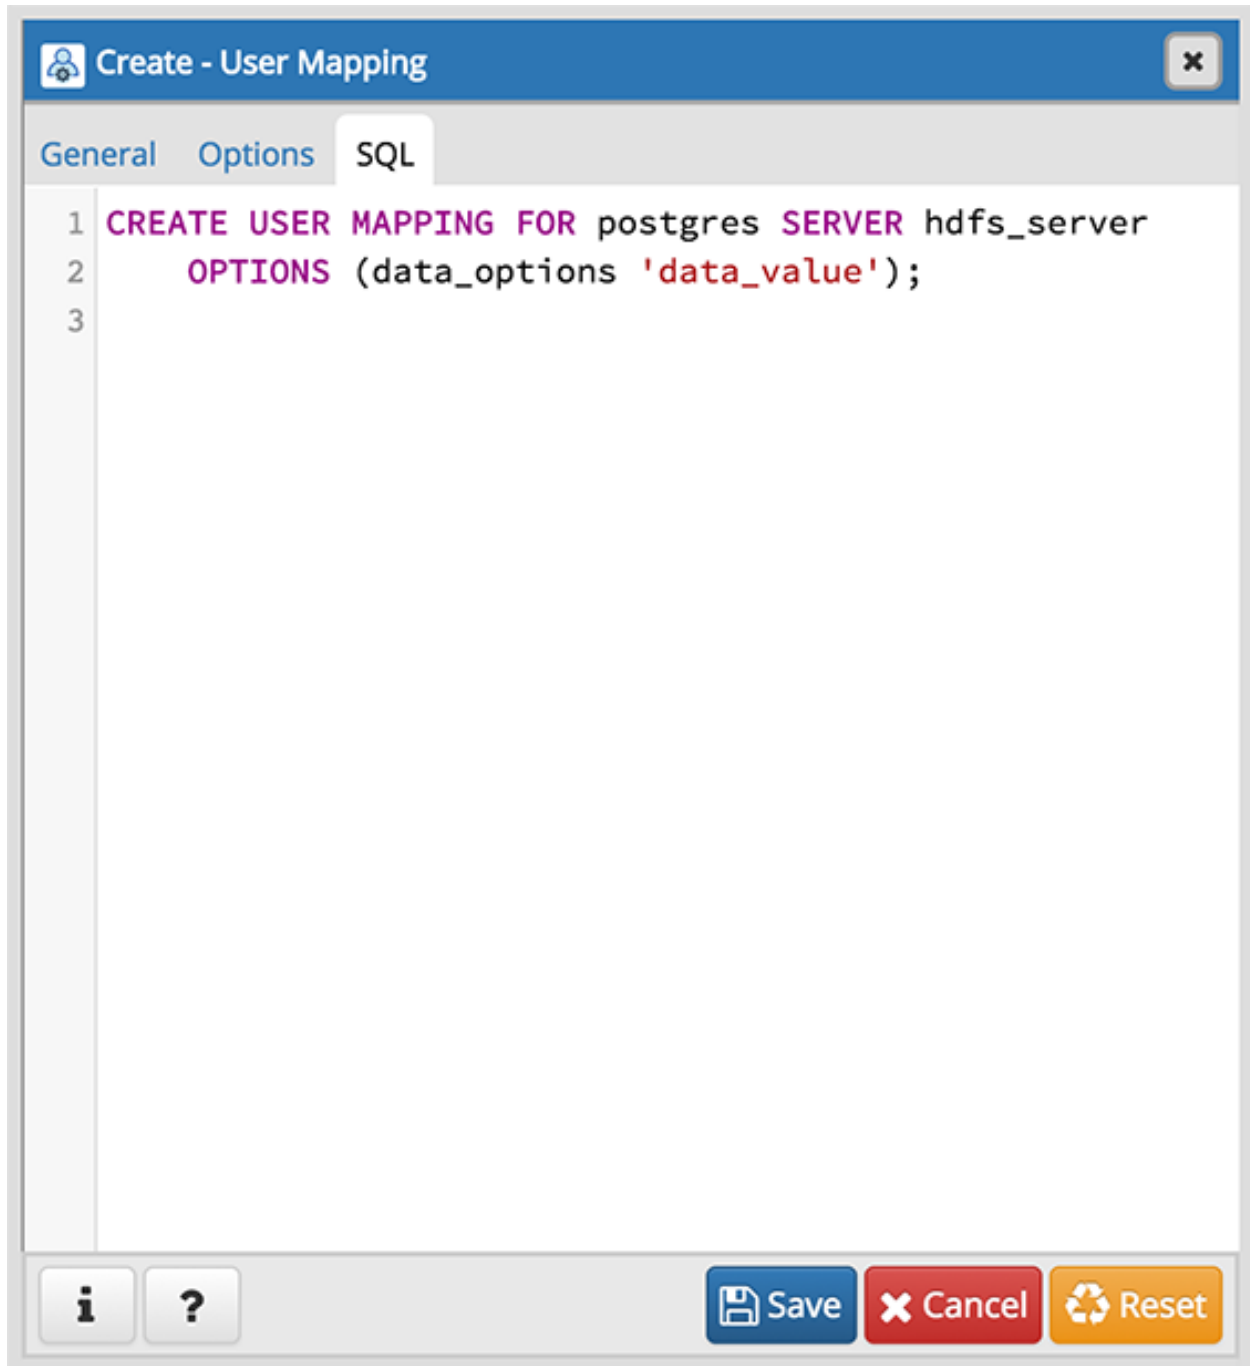 Create - User Mapping
General Options SQL
1 CREATE USER MAPPING FOR postgres SERVER hdfs_server
2 OPTIONS (data_options 'data_value');
3
i ? Save Cancel Reset